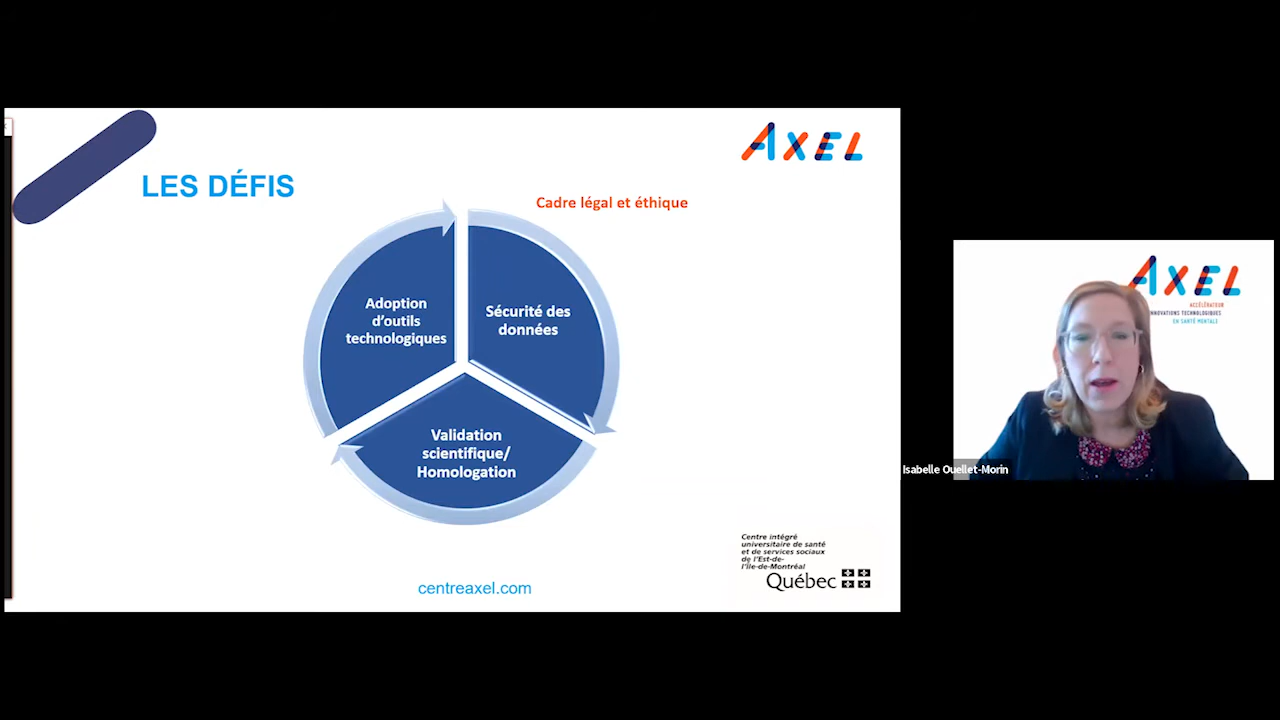 AXEL
LES DÉFIS
Cadre légal et éthique
Adoption
d'outils
technologiques
Sécurité des
données
Validation
scientifique/
Homologation
Centre intégré
universitaire de santé
et de services sociaux
de l'Est-de-
l'Île-de-Montréal
Québec
centreaxel.com
AXEL
ACCÉLÉRATEUR
INNOVATIONS TECHNOLOGIQUES
EN SANTÉ MENTALE
Isabelle Ouellet-Morin